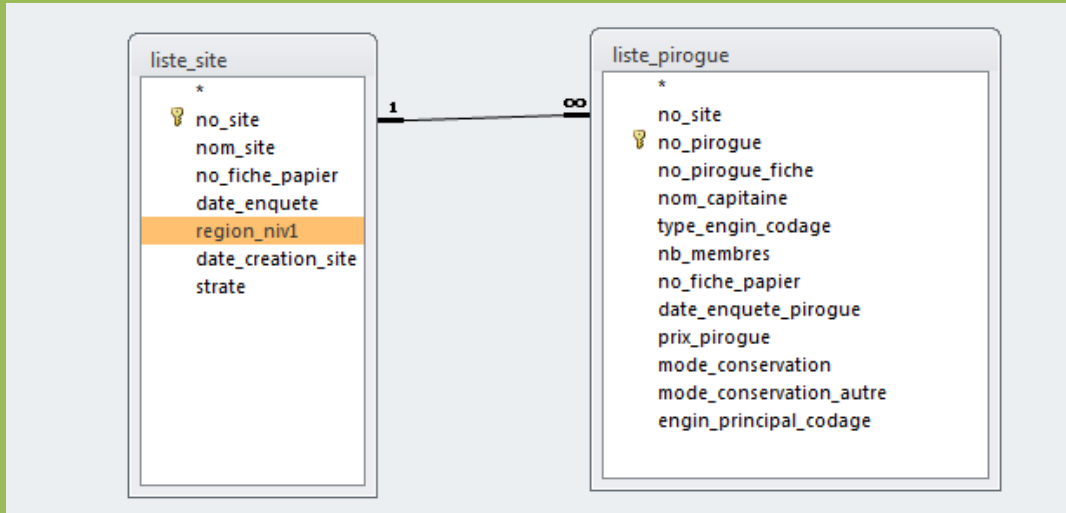 liste_site
*
no_site
nom_site
no_fiche_papier
date_enquete
region_niv1
date_creation_site
strate
1
∞
liste_pirogue
*
no_site
no_pirogue
no_pirogue_fiche
nom_capitaine
type_engin_codage
nb_membres
no_fiche_papier
date_enquete_pirogue
prix_pirogue
mode_conservation
mode_conservation_autre
engin_principal_codage